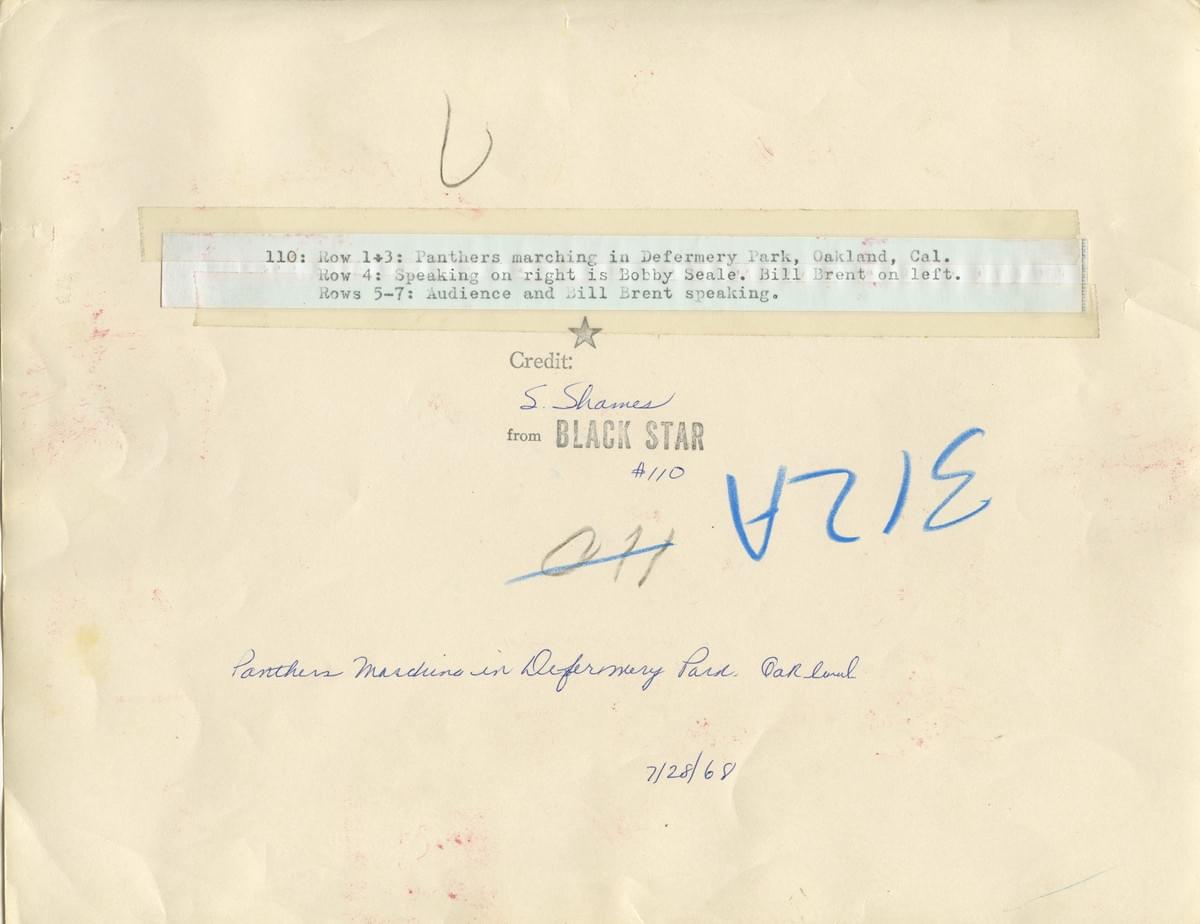 110: Row 1+3: Panthers marching in Defermery Park, Oakland, Cal.
Row 4: Speaking on right is Bobby Seale. Bill Brent on left.
Rows 5-7: Audience and Bill Brent speaking.
Credit:
S. Shames
from BLACK STAR
#110
312A
110
Panthers Marching in Defermery Park. Oakland
7/28/68